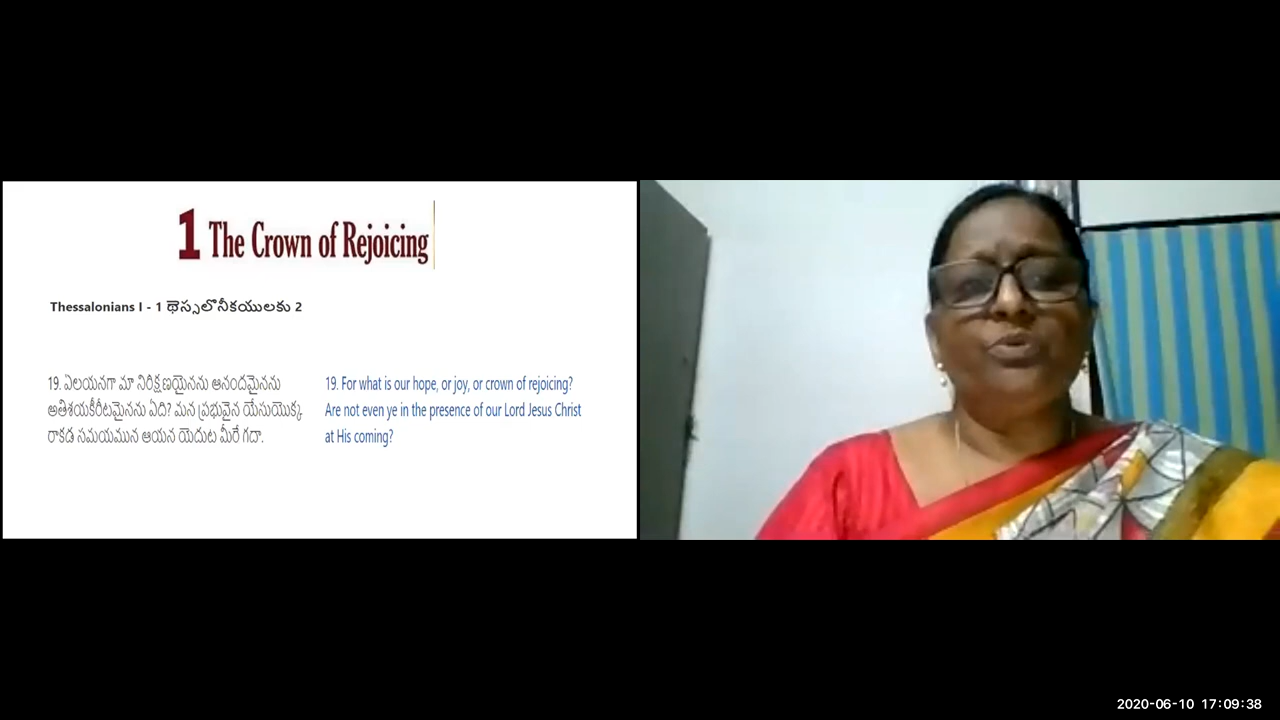 1 The Crown of Rejoicing
Thessalonians I - 1 థెస్సలొనీకయులకు 2
19. ఏలయనగా మా నిరీక్షణయైనను ఆనందమైనను
అతిశయకీరీటమైనను ఏది? మన ప్రభువైన యేసుయొక్క
రాకడ సమయమున ఆయన యెదుట మీరే గదా.
19. For what is our hope, or joy, or crown of rejoicing?
Are not even ye in the presence of our Lord Jesus Christ
at His coming?
2020-06-10 17:09:38